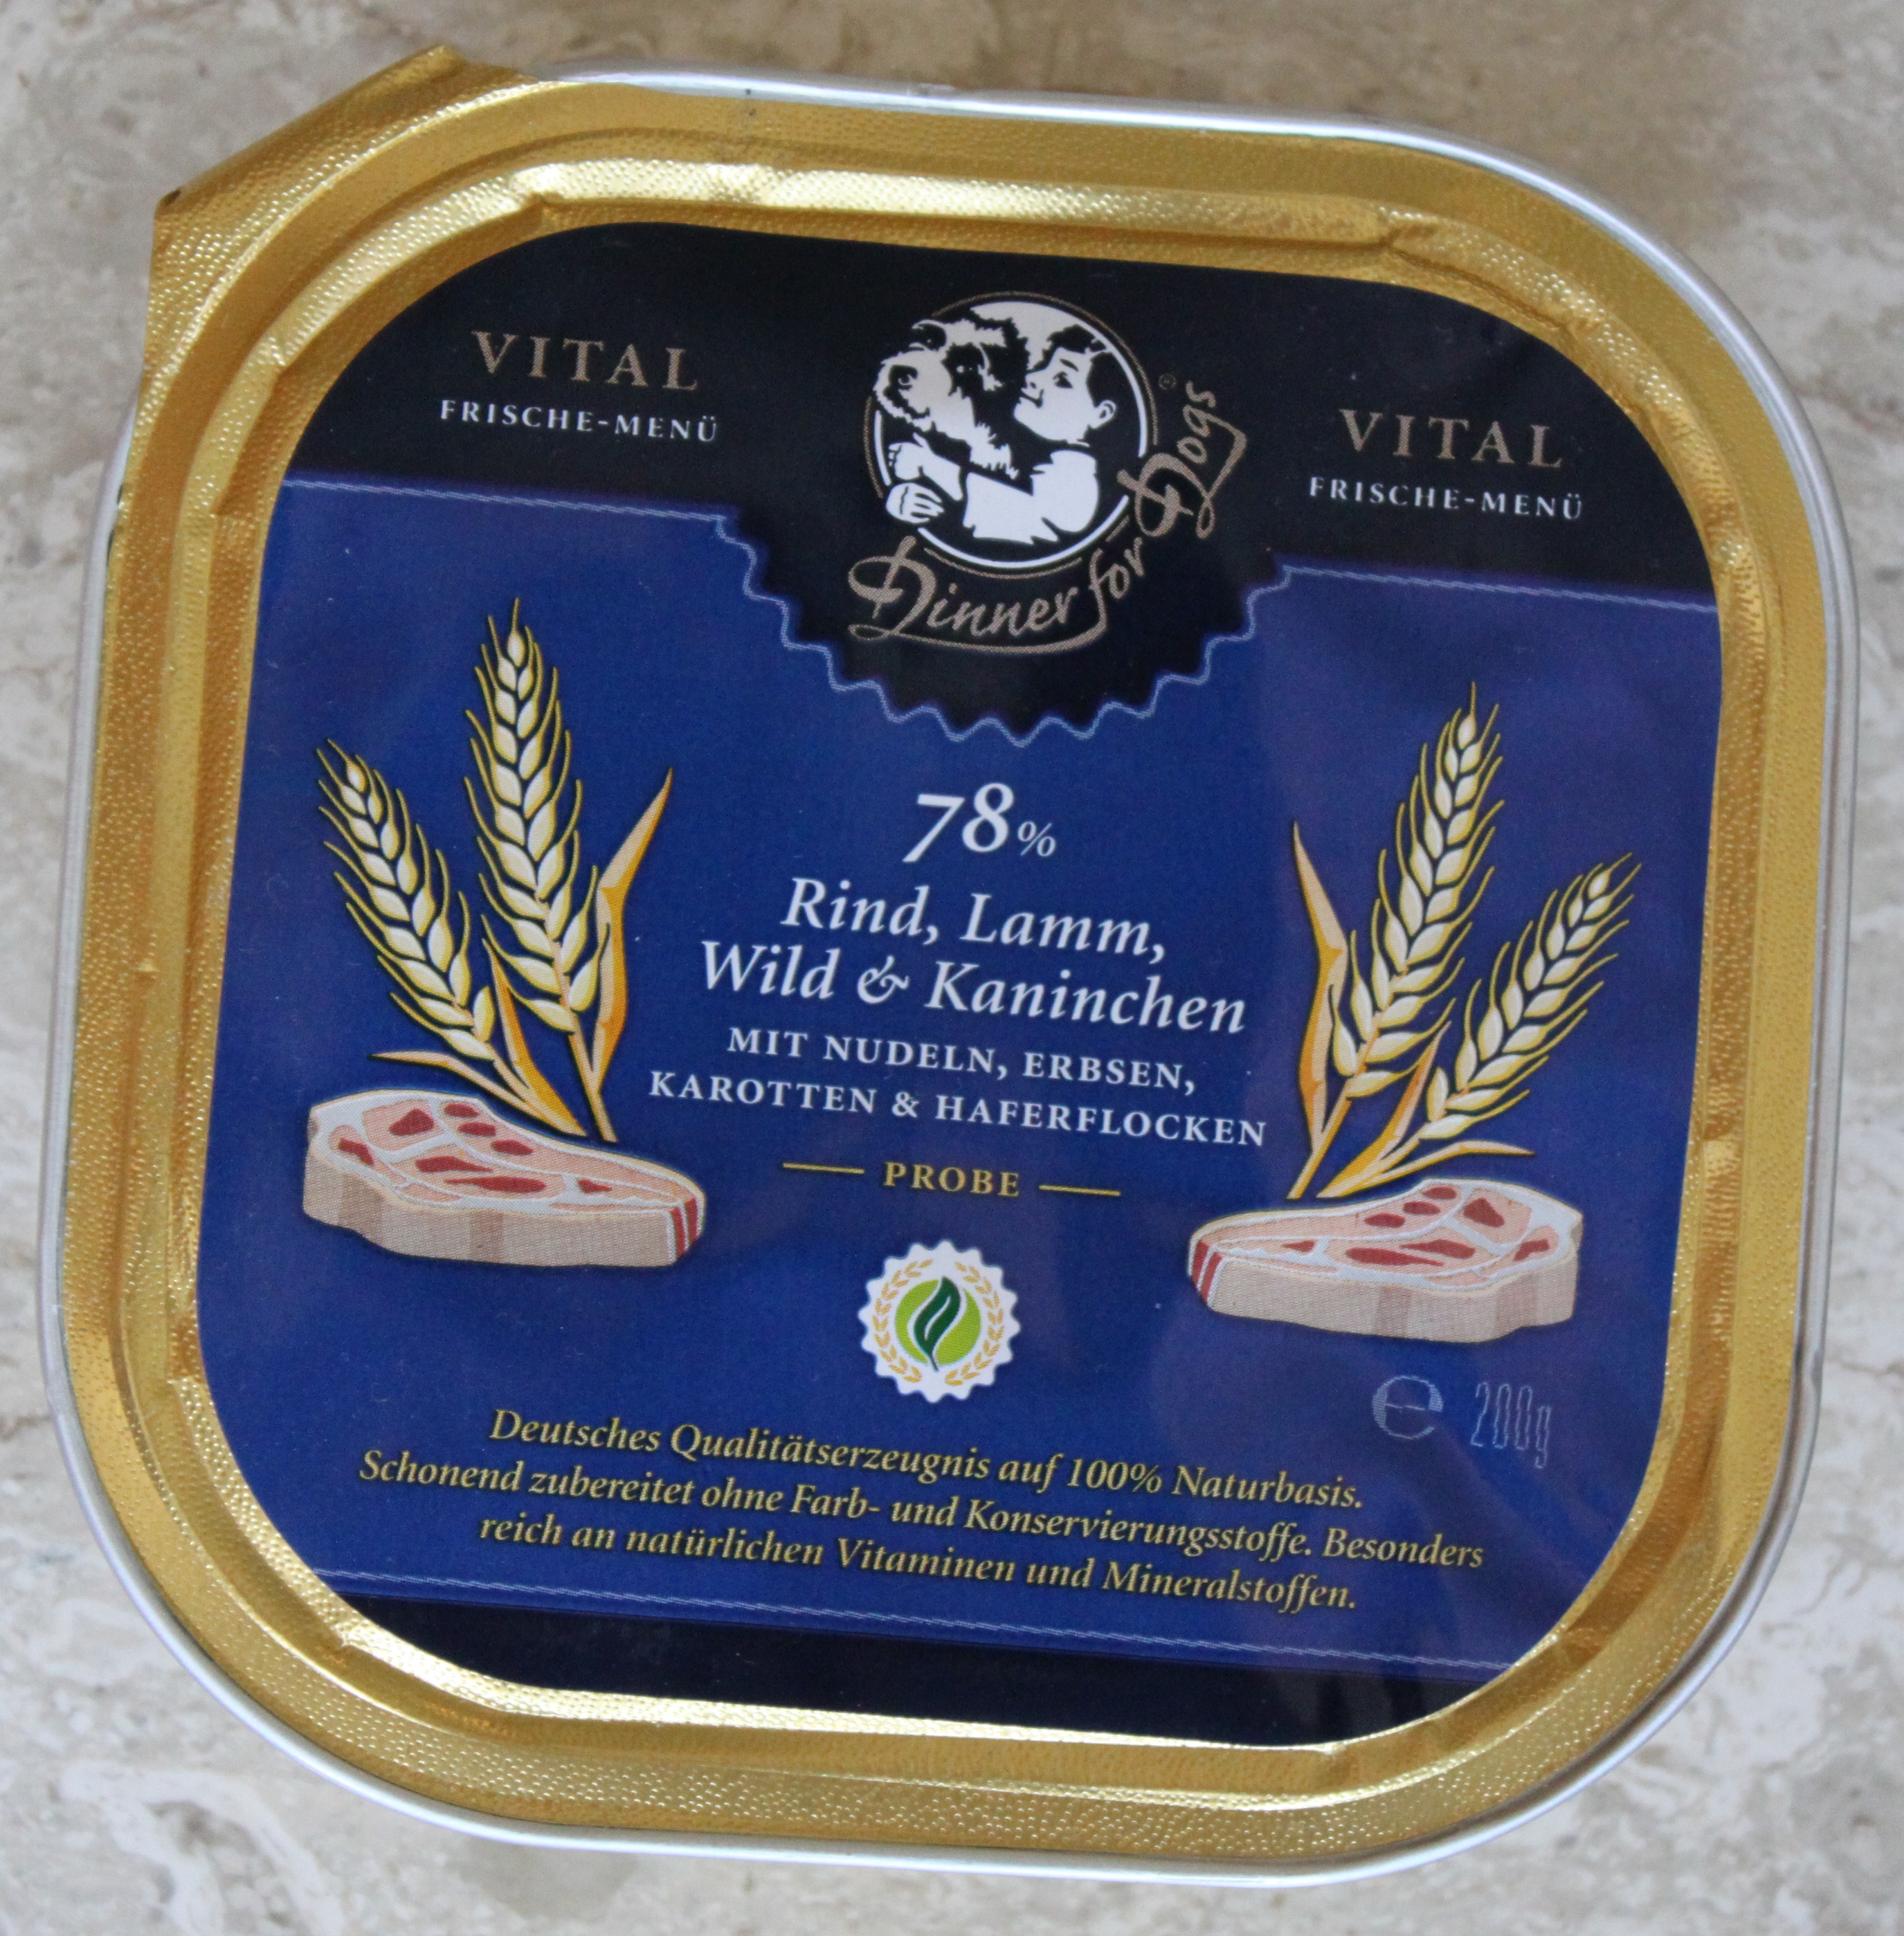 VITAL
FRISCHE-MENÜ
Dinner for Dogs
®
VITAL
FRISCHE-MENÜ
78%
Rind, Lamm,
Wild & Kaninchen
MIT NUDELN, ERBSEN,
KAROTTEN & HAFERFLOCKEN
PROBE
℮ 200g
Deutsches Qualitätserzeugnis auf 100% Naturbasis.
Schonend zubereitet ohne Farb- und Konservierungsstoffe. Besonders
reich an natürlichen Vitaminen und Mineralstoffen.